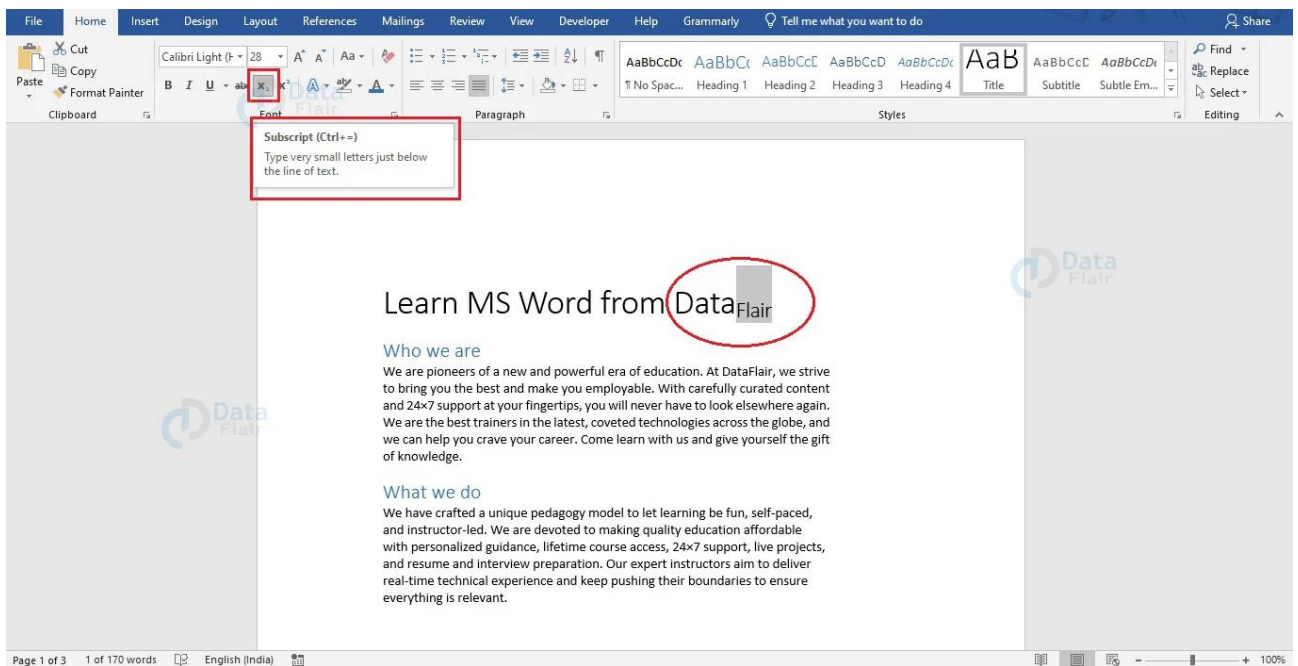 File Home Insert Design Layout References Mailings Review View Developer Help Grammarly Tell me what you want to do Share
Cut
Copy
Format Painter
Paste
Clipboard
Calibri Light (H 28 A A Aa
B I U abc X₂ X² A aby A
Font
Paragraph
AaBbCcDc AaBbCc AaBbCcD AaBbCcD AaBbCcDc AaB AaBbCcD AaBbCcDc
¶ No Spac... Heading 1 Heading 2 Heading 3 Heading 4 Title Subtitle Subtle Em...
Styles
Find
Replace
Select
Editing
Subscript (Ctrl+=)
Type very small letters just below
the line of text.
Data
Flair
Learn MS Word from DataFlair
Who we are
We are pioneers of a new and powerful era of education. At DataFlair, we strive
to bring you the best and make you employable. With carefully curated content
and 24×7 support at your fingertips, you will never have to look elsewhere again.
We are the best trainers in the latest, coveted technologies across the globe, and
we can help you crave your career. Come learn with us and give yourself the gift
of knowledge.
Data
Flair
What we do
We have crafted a unique pedagogy model to let learning be fun, self-paced,
and instructor-led. We are devoted to making quality education affordable
with personalized guidance, lifetime course access, 24×7 support, live projects,
and resume and interview preparation. Our expert instructors aim to deliver
real-time technical experience and keep pushing their boundaries to ensure
everything is relevant.
Page 1 of 3 1 of 170 words English (India) 100%